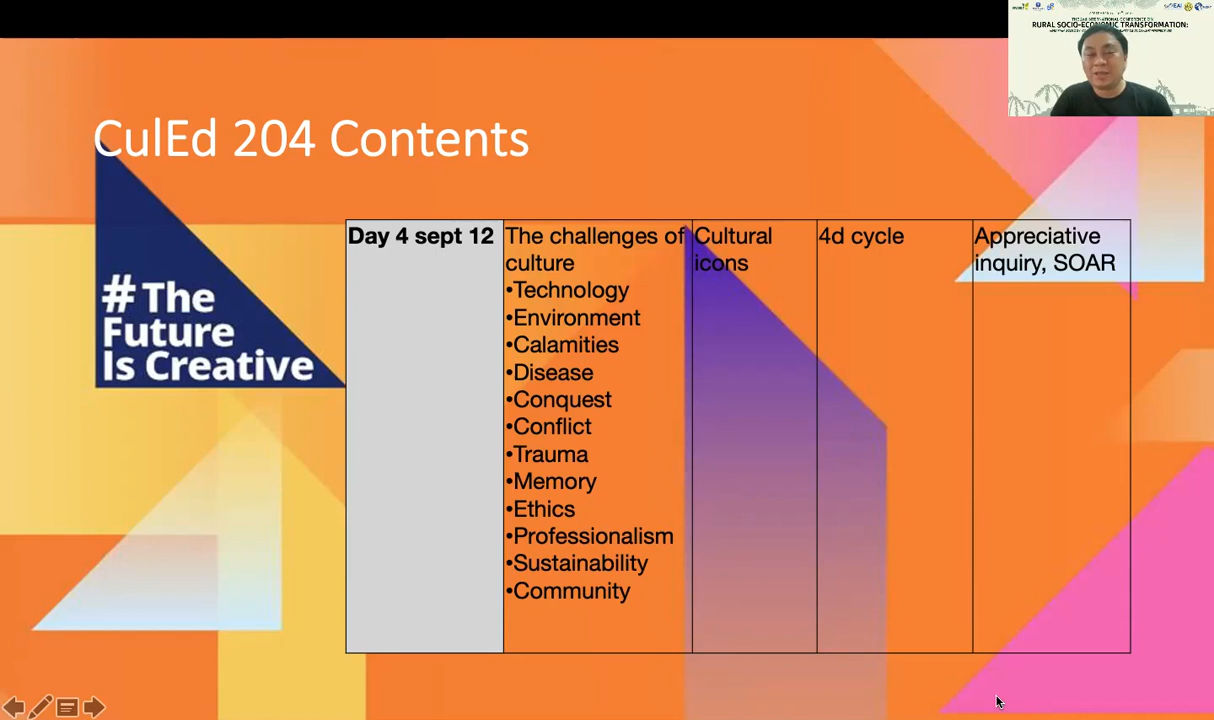 RURAL SOCIO-ECONOMIC TRANSFORMATION:
CulEd 204 Contents
# The
Future
Is Creative
Day 4 sept 12
The challenges of
culture
•Technology
•Environment
•Calamities
•Disease
•Conquest
•Conflict
•Trauma
•Memory
•Ethics
•Professionalism
•Sustainability
•Community
Cultural
icons
4d cycle
Appreciative
inquiry, SOAR